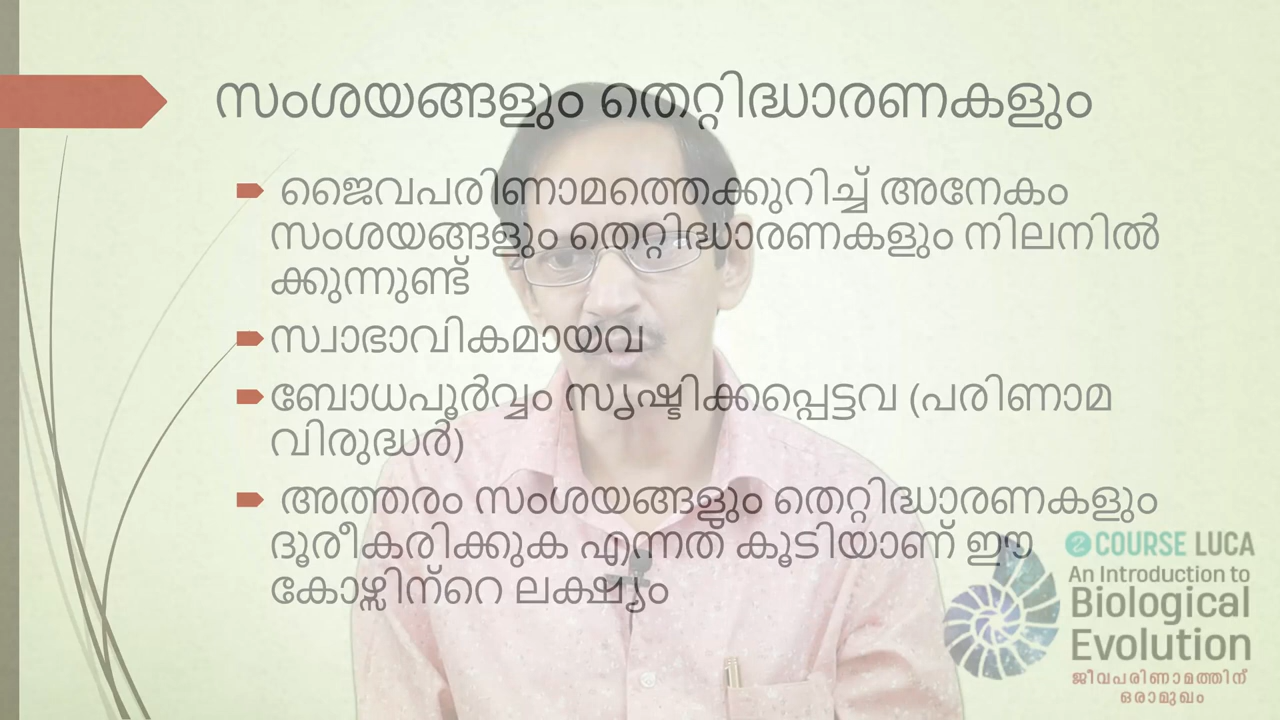 സംശയങ്ങളും തെറ്റിദ്ധാരണകളും
ജൈവപരിണാമത്തെക്കുറിച്ച് അനേകം
സംശയങ്ങളും തെറ്റിദ്ധാരണകളും നിലനിൽ
ക്കുന്നുണ്ട്
സ്വാഭാവികമായവ
ബോധപൂർവ്വം സൃഷ്ടിക്കപ്പെട്ടവ (പരിണാമ
വിരുദ്ധർ)
അത്തരം സംശയങ്ങളും തെറ്റിദ്ധാരണകളും
ദൂരീകരിക്കുക എന്നത് കൂടിയാണ് ഈ
കോഴ്സിന്റെ ലക്ഷ്യം
e COURSE LUCA
An Introduction to
Biological
Evolution
ജീവപരിണാമത്തിന്
ഒരാമുഖം